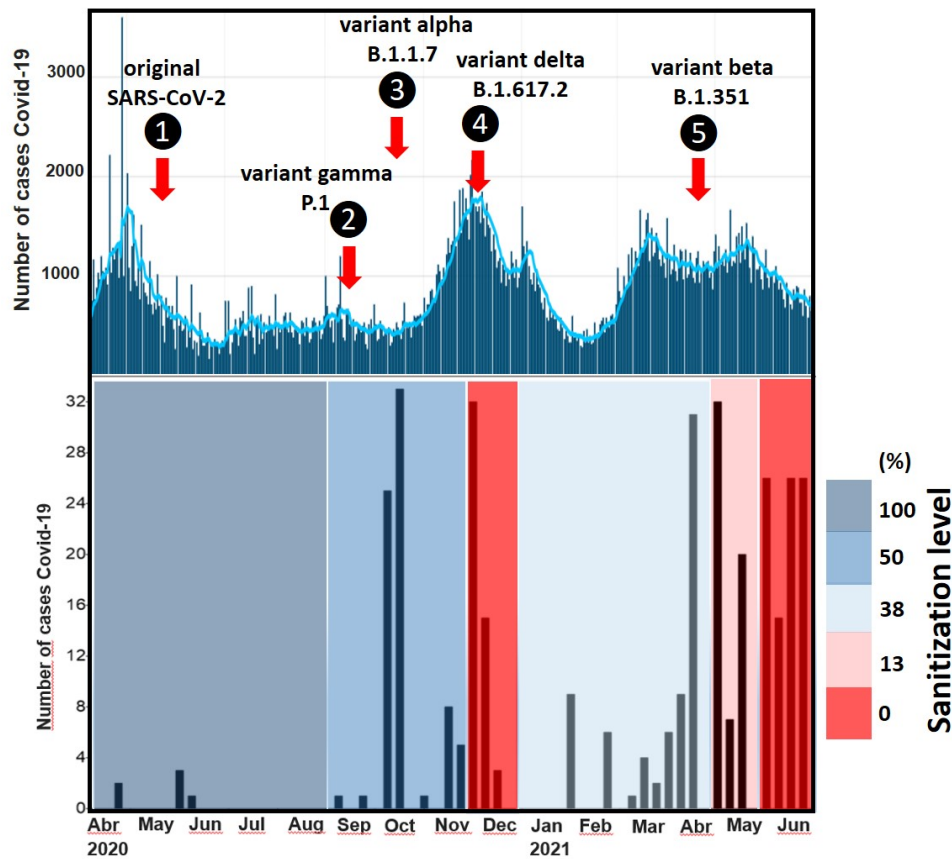 variant alpha
B.1.1.7
3
original
SARS-CoV-2
1
variant delta
B.1.617.2
4
variant beta
B.1.351
5
variant gamma
P.1
2
Number of cases Covid-19
3000
2000
1000
Number of cases Covid-19
32
28
24
20
16
12
8
4
0
Abr May Jun Jul Aug Sep Oct Nov Dec Jan Feb Mar Abr May Jun
2020 2021
(%)
100
50
38
13
0
Sanitization level